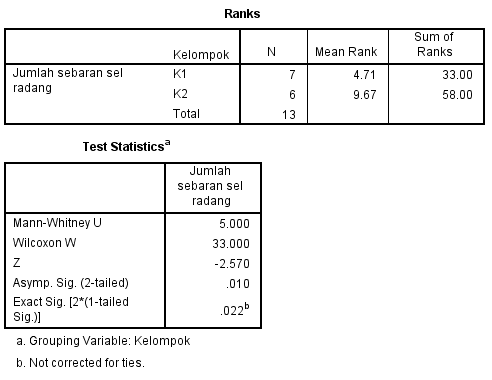 Ranks
Kelompok N Mean Rank Sum of Ranks
Jumlah sebaran sel radang K1 7 4.71 33.00
K2 6 9.67 58.00
Total 13
Test Statisticsa
Jumlah sebaran sel radang
Mann-Whitney U 5.000
Wilcoxon W 33.000
Z -2.570
Asymp. Sig. (2-tailed) .010
Exact Sig. [2*(1-tailed Sig.)] .022b
a. Grouping Variable: Kelompok
b. Not corrected for ties.